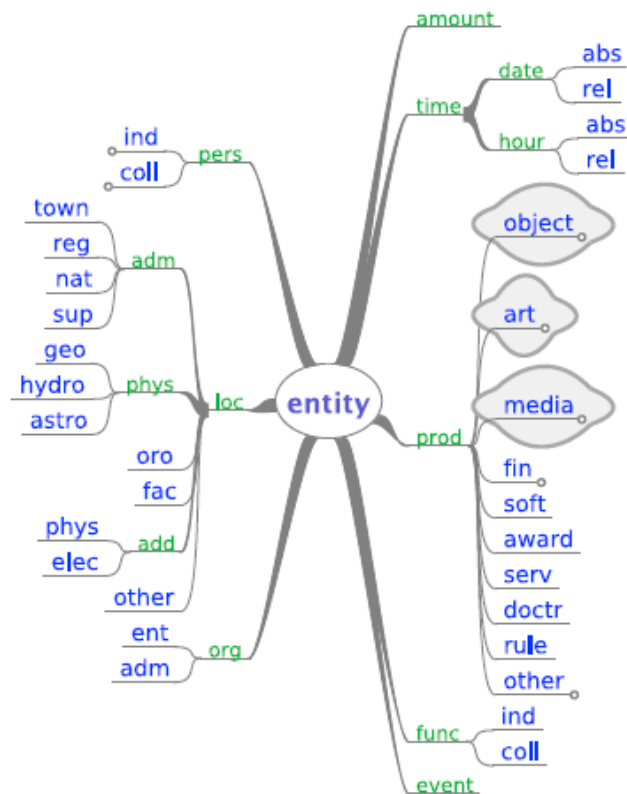 amount
time
date
abs
rel
hour
abs
rel
pers
ind
coll
adm
town
reg
nat
sup
phys
geo
hydro
astro
loc
oro
fac
add
phys
elec
other
org
ent
adm
entity
prod
object
art
media
fin
soft
award
serv
doctr
rule
other
func
ind
coll
event